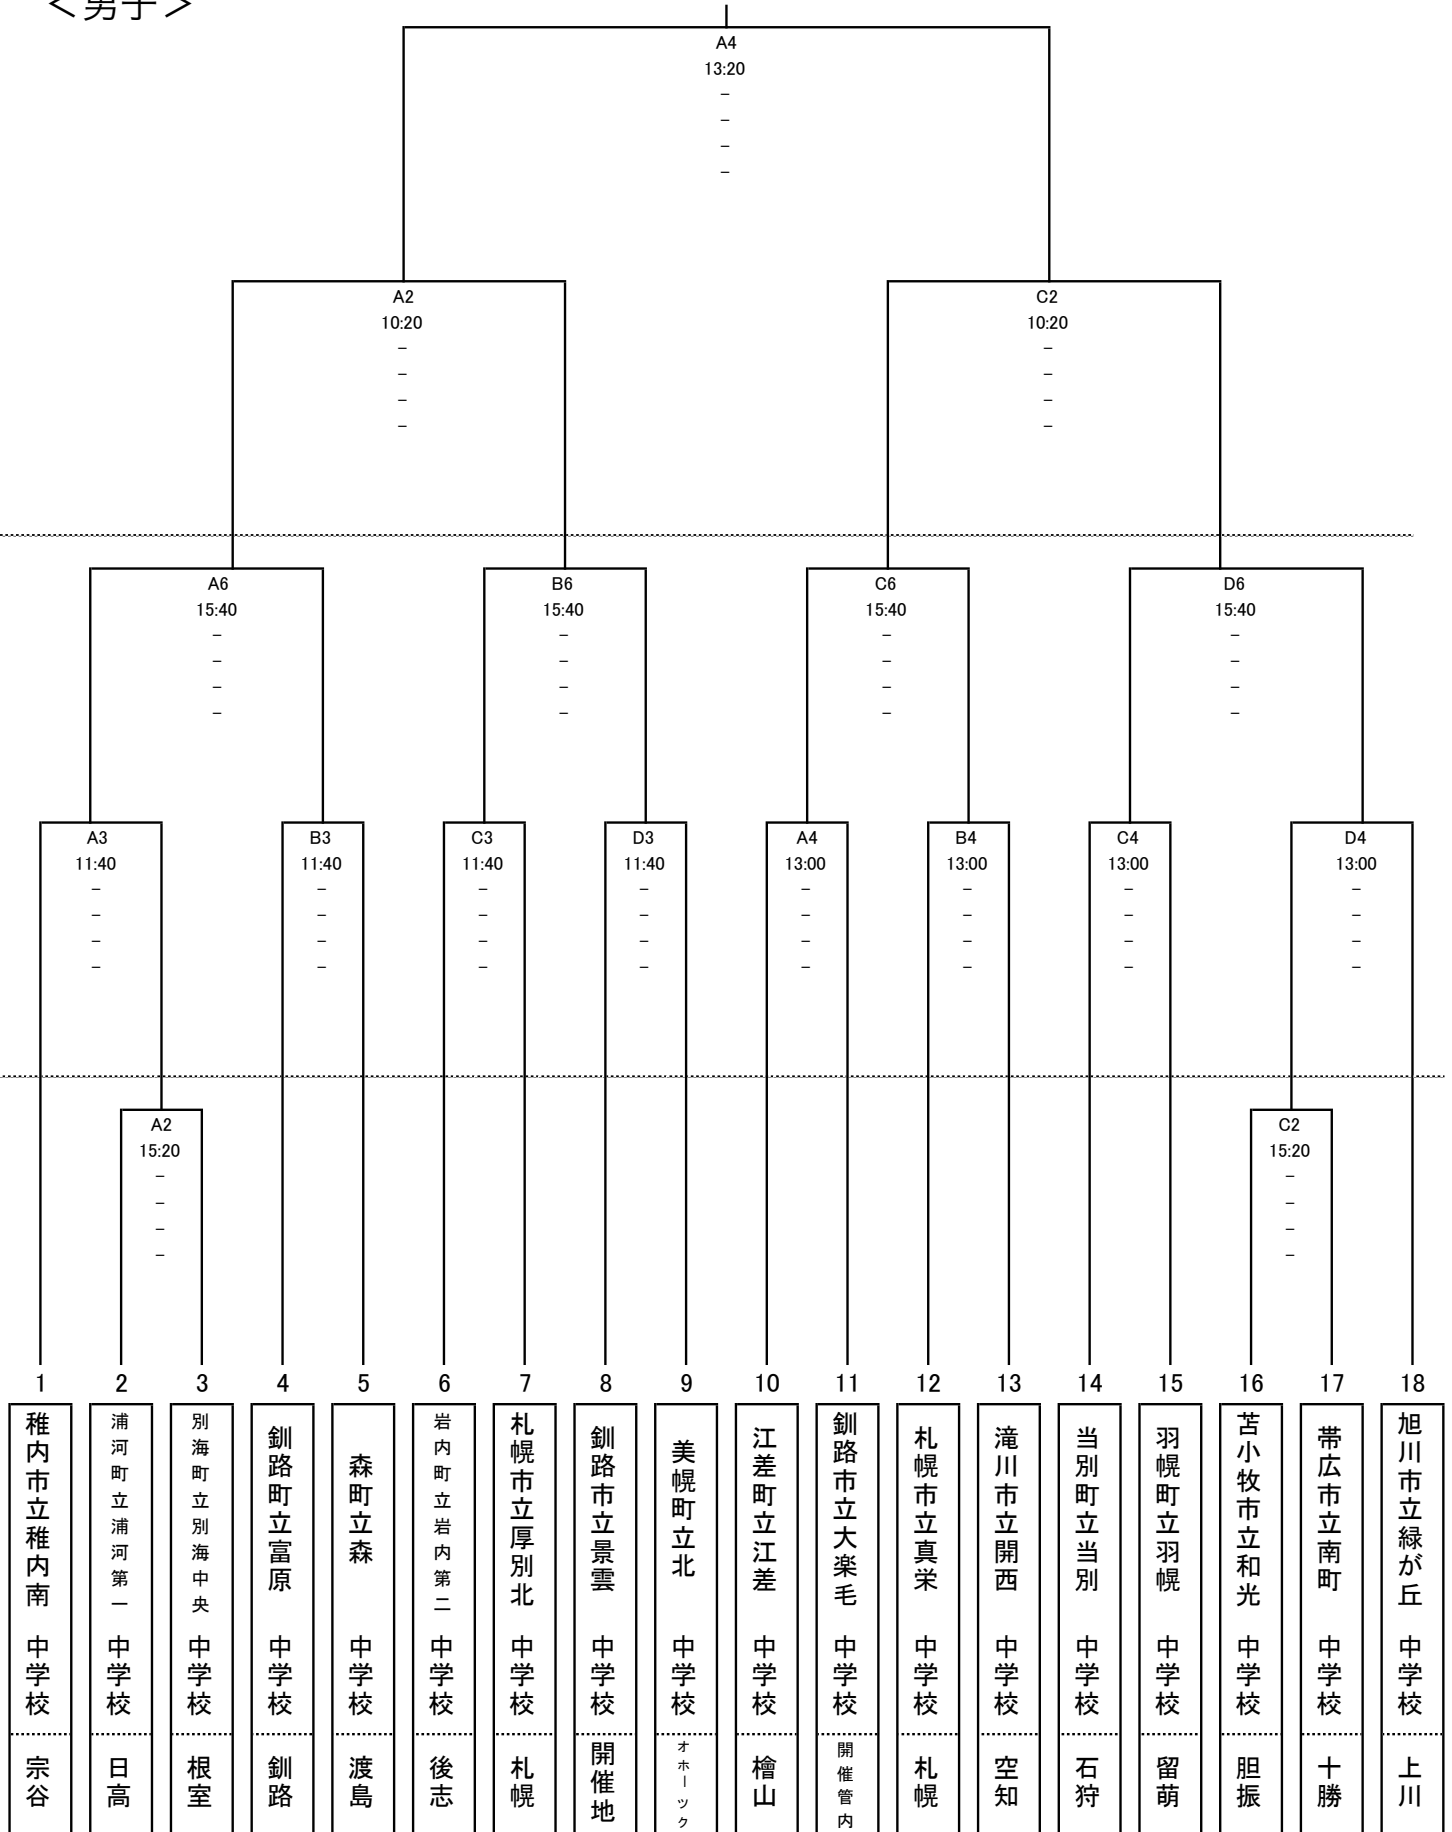 ＜男子＞
A4
13:20
－
－
－
－
A2
10:20
－
－
－
－
C2
10:20
－
－
－
－
A6
15:40
－
－
－
－
B6
15:40
－
－
－
－
C6
15:40
－
－
－
－
D6
15:40
－
－
－
－
A3
11:40
－
－
－
－
B3
11:40
－
－
－
－
C3
11:40
－
－
－
－
D3
11:40
－
－
－
－
A4
13:00
－
－
－
－
B4
13:00
－
－
－
－
C4
13:00
－
－
－
－
D4
13:00
－
－
－
－
A2
15:20
－
－
－
－
C2
15:20
－
－
－
－
1
稚内市立稚内南
中学校
宗谷
2
浦河町立浦河第一
中学校
日高
3
別海町立別海中央
中学校
根室
4
釧路町立富原
中学校
釧路
5
森町立森
中学校
渡島
6
岩内町立岩内第二
中学校
後志
7
札幌市立厚別北
中学校
札幌
8
釧路市立景雲
中学校
開催地
9
美幌町立北
中学校
オホーツク
10
江差町立江差
中学校
檜山
11
釧路市立大楽毛
中学校
開催管内
12
札幌市立真栄
中学校
札幌
13
滝川市立開西
中学校
空知
14
当別町立当別
中学校
石狩
15
羽幌町立羽幌
中学校
留萌
16
苫小牧市立和光
中学校
胆振
17
帯広市立南町
中学校
十勝
18
旭川市立緑が丘
中学校
上川